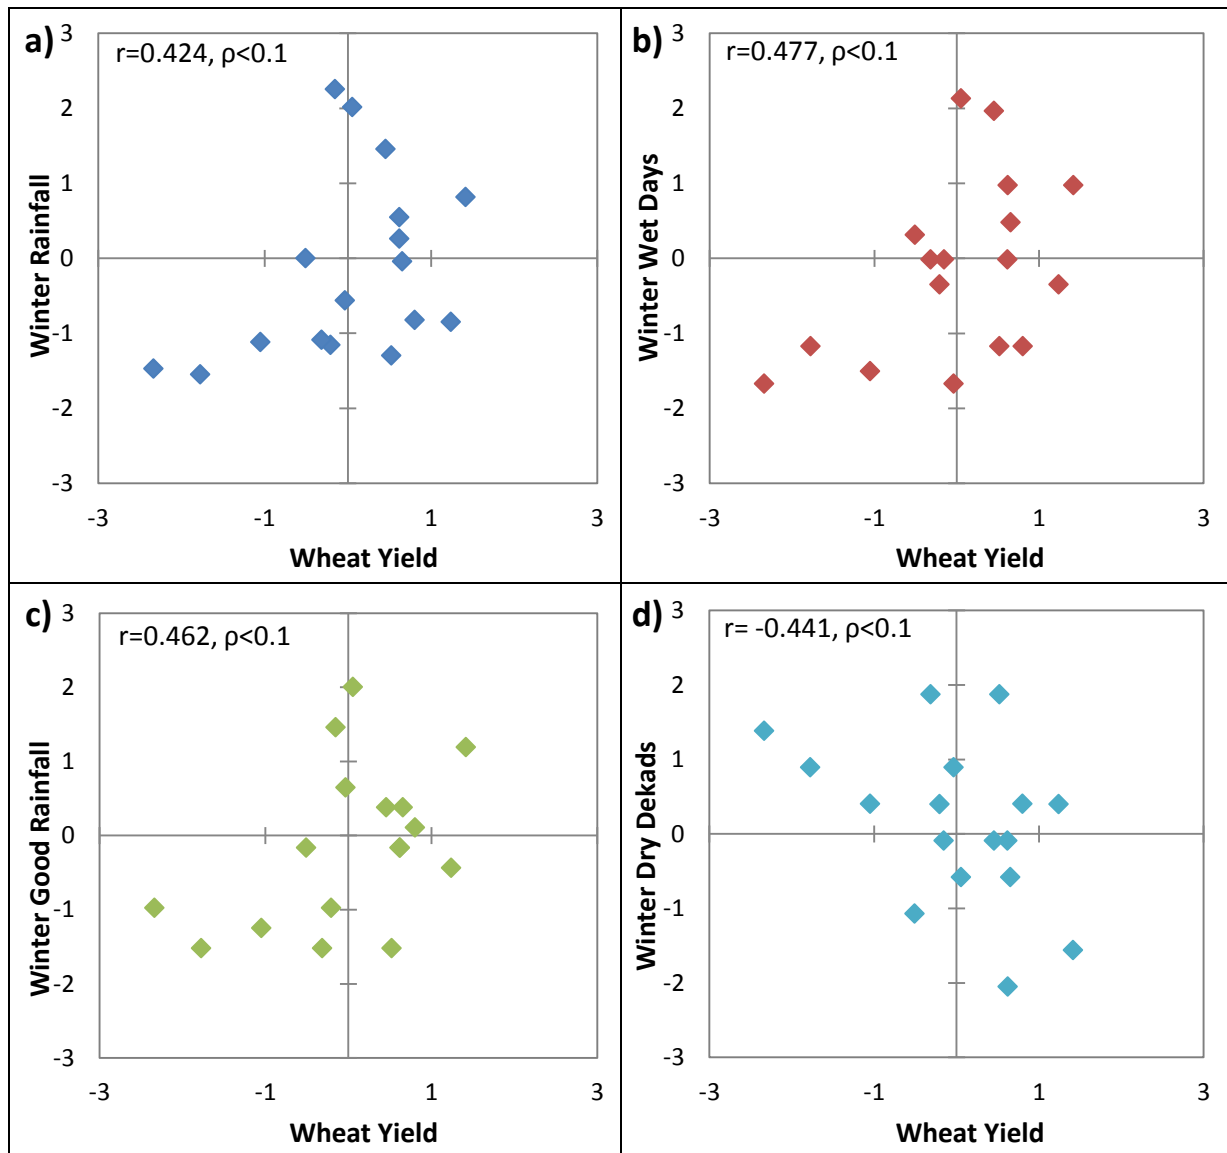 a)
r=0.424, ρ<0.1
Winter Rainfall
3
2
1
0
-1
-2
-3
-3
-1
1
3
Wheat Yield
b)
r=0.477, ρ<0.1
Winter Wet Days
3
2
1
0
-1
-2
-3
-3
-1
1
3
Wheat Yield
c)
r=0.462, ρ<0.1
Winter Good Rainfall
3
2
1
0
-1
-2
-3
-3
-1
1
3
Wheat Yield
d)
r= -0.441, ρ<0.1
Winter Dry Dekads
3
2
1
0
-1
-2
-3
-3
-1
1
3
Wheat Yield